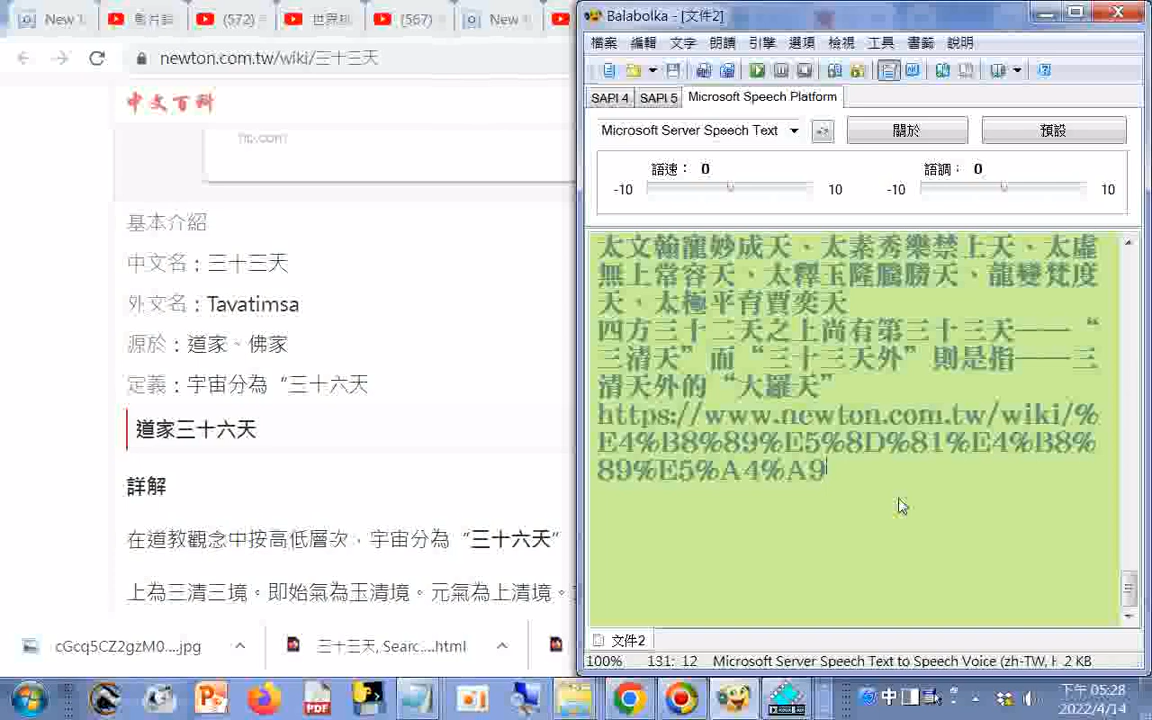 New T
(572)
世界
(567)
New
newton.com.tw/wiki/三十三天
中文百科
基本介紹
中文名：三十三天
外文名：Tavatimsa
源於：道家、佛家
定義：宇宙分為“三十六天
道家三十六天
詳解
在道教觀念中按高低層次，宇宙分為“三十六天”
上為三清三境。即始氣為玉清境。元氣為上清境。
cGcq5CZ2gzM0....jpg
三十三天, Searc....html
Balabolka - [文件2]
檔案 編輯 文字 朗讀 引擎 選項 檢視 工具 書籤 說明
SAPI 4 SAPI 5 Microsoft Speech Platform
Microsoft Server Speech Text 關於 預設
語速： 0 語調： 0
-10 10 -10 10
太文翰寵妙成天、太素秀樂禁上天、太虛
無上常容天、太釋玉隆騰勝天、龍變梵度
天、太極平育賈奕天
四方三十二天之上尚有第三十三天——“
三清天”而“三十三天外”則是指——三
清天外的“大羅天”
https://www.newton.com.tw/wiki/%
E4%B8%89%E5%8D%81%E4%B8%
89%E5%A4%A9
文件2
100% 131: 12 Microsoft Server Speech Text to Speech Voice (zh-TW, H 2 KB
中
下午 05:28
2022/4/14